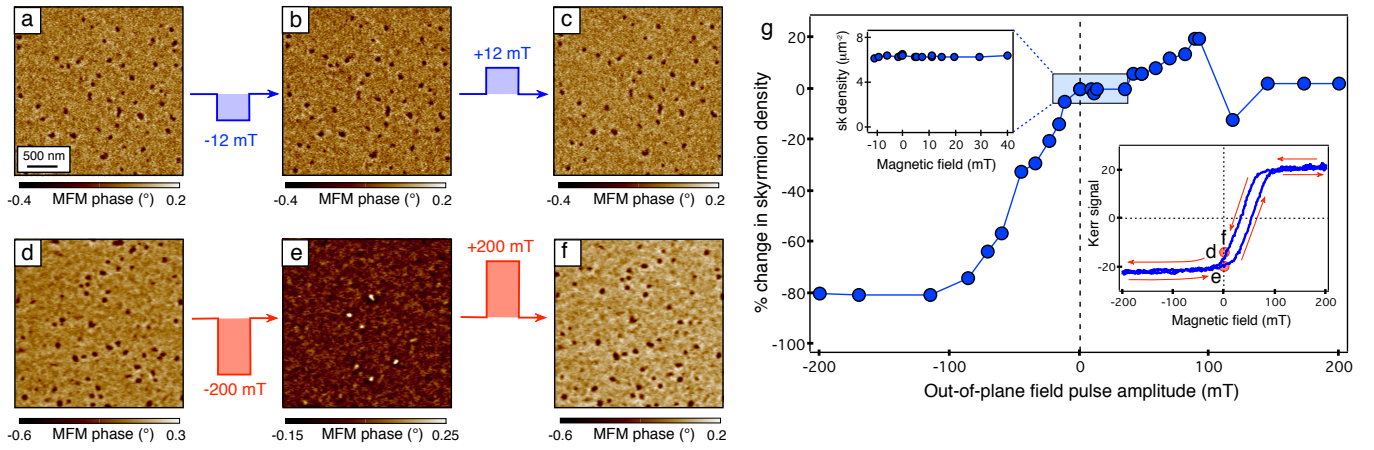 a
500 nm
-0.4 MFM phase (°) 0.2
-12 mT
b
-0.4 MFM phase (°) 0.2
+12 mT
c
-0.4 MFM phase (°) 0.2
d
-0.6 MFM phase (°) 0.3
-200 mT
e
-0.15 MFM phase (°) 0.25
+200 mT
f
-0.6 MFM phase (°) 0.2
g
% change in skyrmion density
20
0
-20
-40
-60
-80
-100
-200 -100 0 100 200
Out-of-plane field pulse amplitude (mT)
sk density (μm⁻²)
8
4
0
-10 0 10 20 30 40
Magnetic field (mT)
Kerr signal
20
0
-20
f
d
e
-200 -100 0 100 200
Magnetic field (mT)